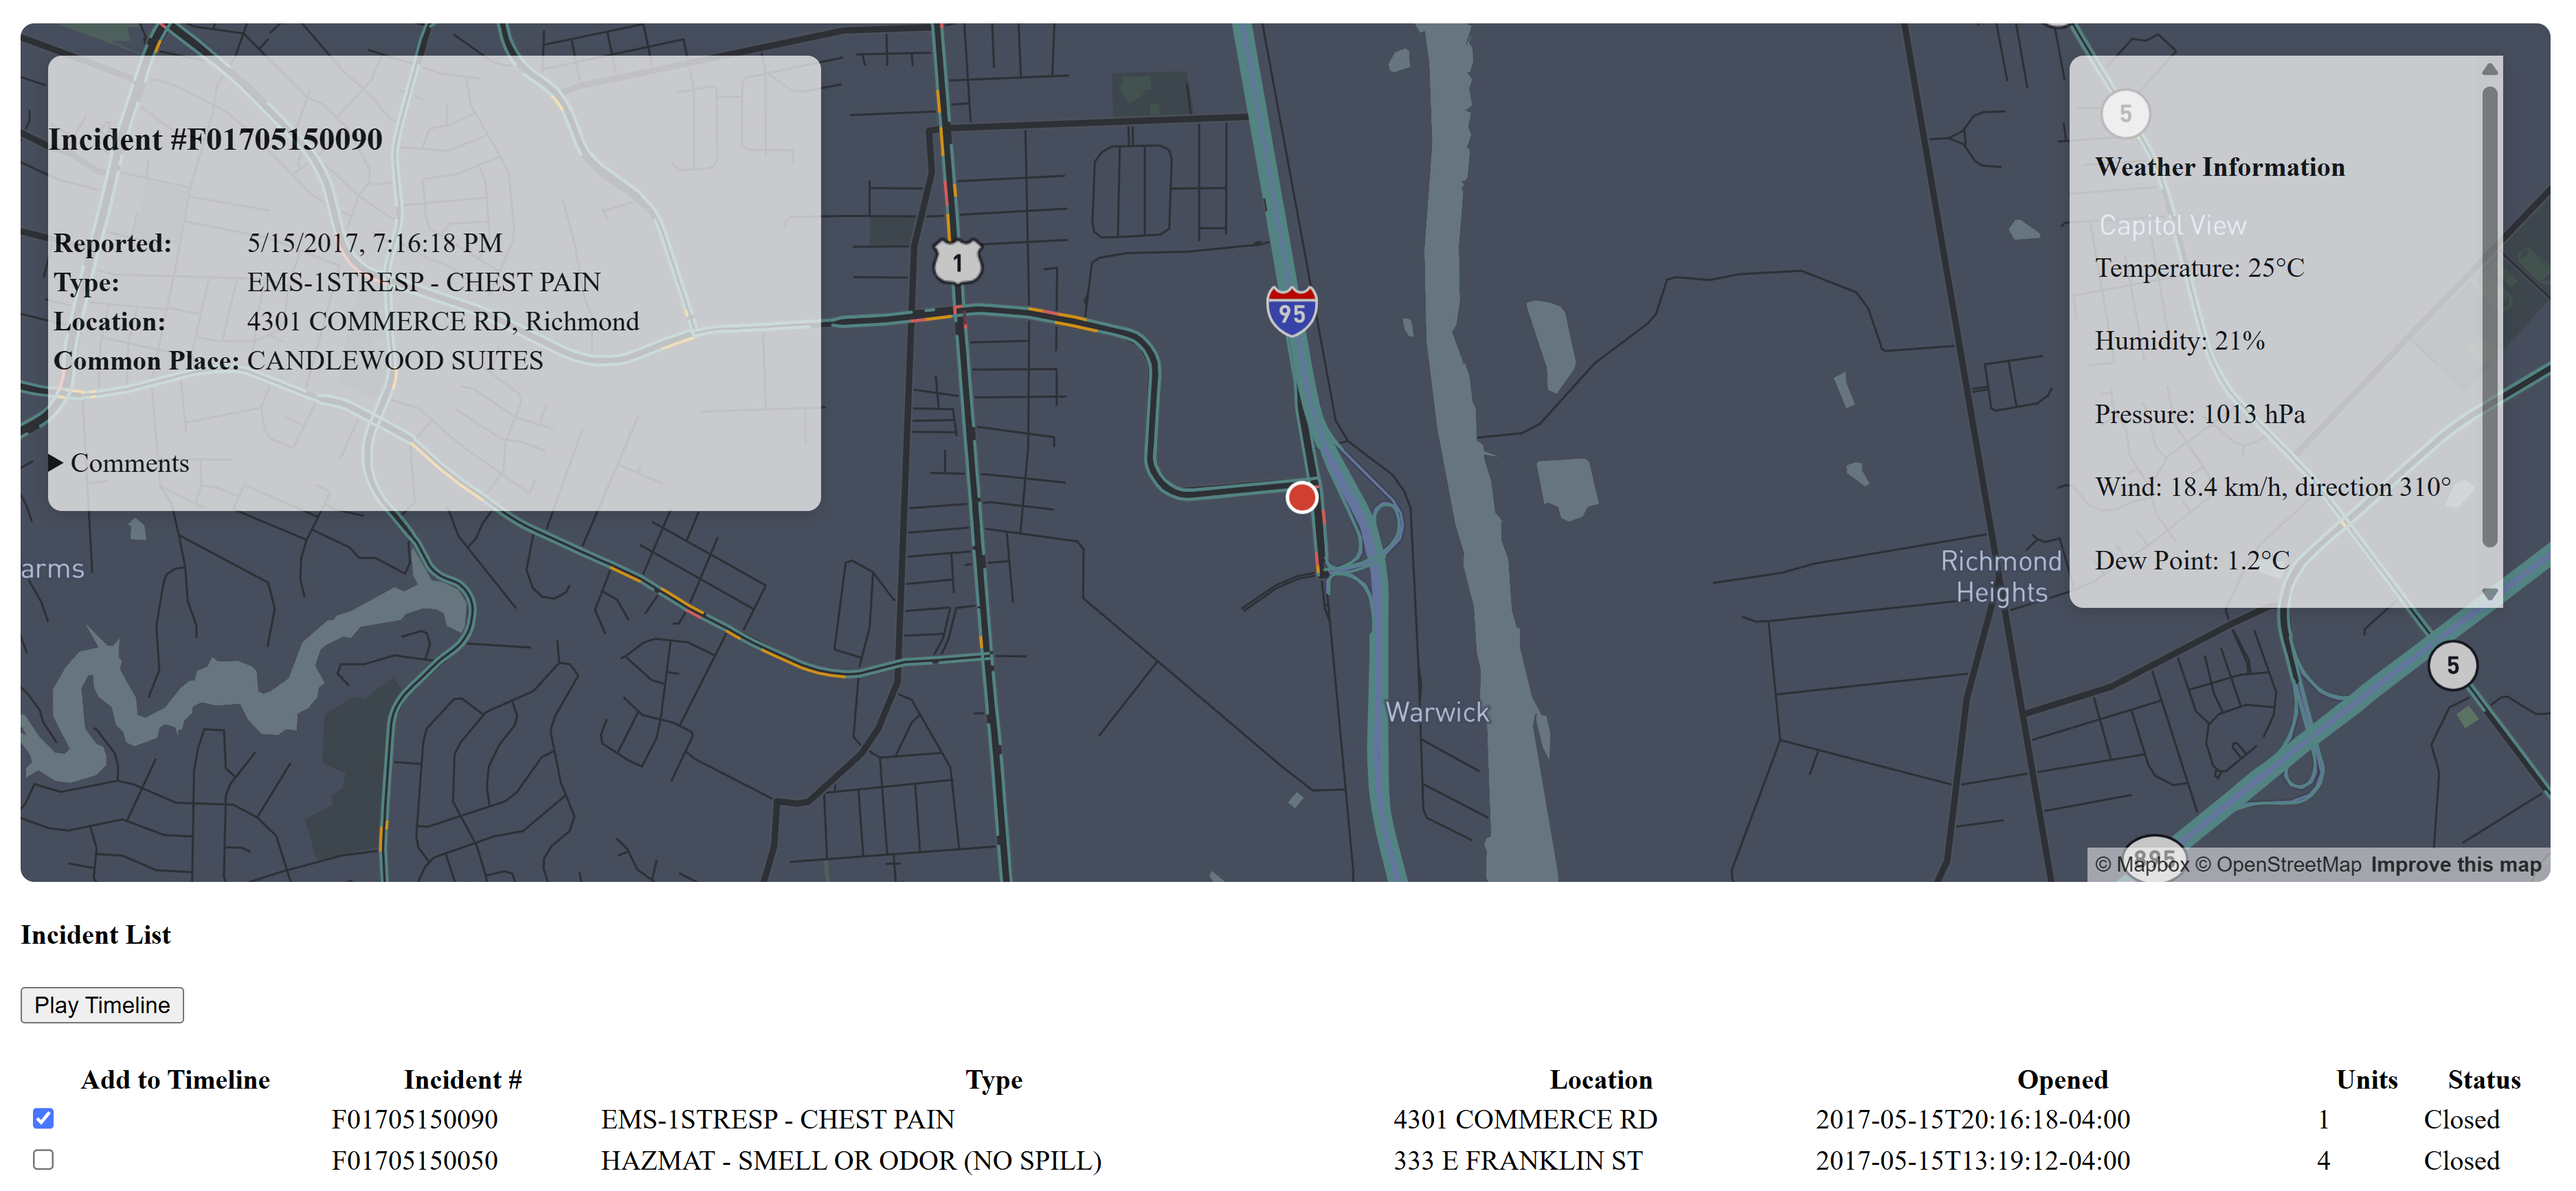 Incident #F01705150090
Reported: 5/15/2017, 7:16:18 PM
Type: EMS-1STRESP - CHEST PAIN
Location: 4301 COMMERCE RD, Richmond
Common Place: CANDLEWOOD SUITES
▶ Comments
1
95
5
Weather Information
Capitol View
Temperature: 25°C
Humidity: 21%
Pressure: 1013 hPa
Wind: 18.4 km/h, direction 310°
Dew Point: 1.2°C
arms
Richmond
Heights
5
Warwick
895
© Mapbox © OpenStreetMap Improve this map
Incident List
Play Timeline
Add to Timeline Incident # Type Location Opened Units Status
F01705150090 EMS-1STRESP - CHEST PAIN 4301 COMMERCE RD 2017-05-15T20:16:18-04:00 1 Closed
F01705150050 HAZMAT - SMELL OR ODOR (NO SPILL) 333 E FRANKLIN ST 2017-05-15T13:19:12-04:00 4 Closed